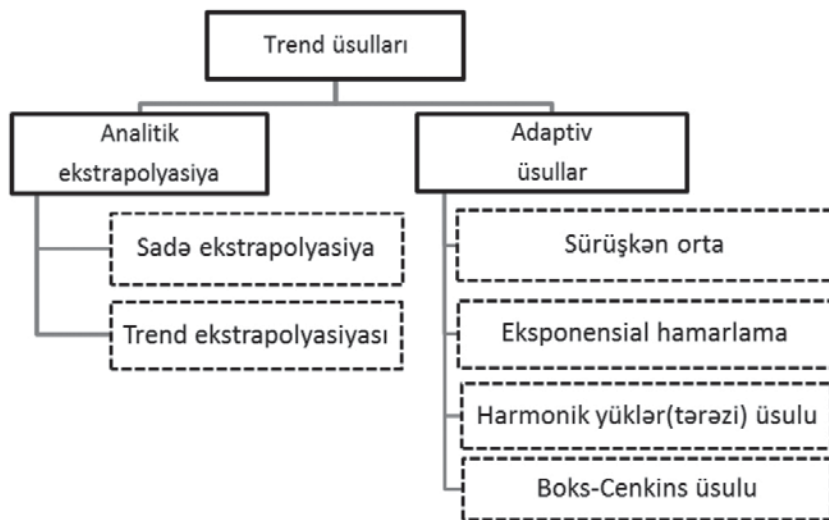 Trend üsulları
Analitik
ekstrapolyasiya
Sadə ekstrapolyasiya
Trend ekstrapolyasiyası
Adaptiv
üsullar
Sürüşkən orta
Eksponensial hamarlama
Harmonik yüklər(tərəzi) üsulu
Boks-Cenkins üsulu